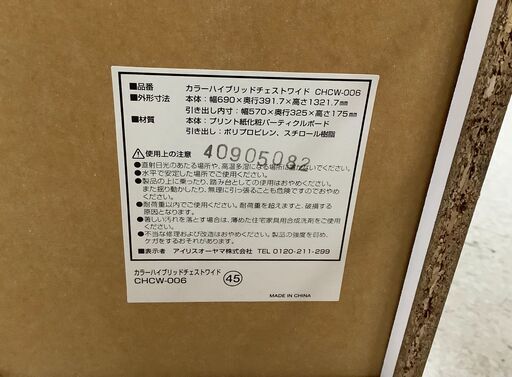 ■品番　カラーハイブリッドチェストワイド CHCW-006
■外形寸法　本体：幅690×奥行391.7×高さ1321.7mm
引き出し：幅570×奥行325×高さ175mm
■材質　本体：プリント紙化粧パーティクルボード
引き出し：ポリプロピレン、スチロール樹脂
使用上の注意 40905082
●直射日光のあたる場所や、高温多湿になる場所は避けてください。
●水平で安定した場所でご使用ください。
●製品の上に乗ったり、踏み台としての使用はおやめください。
また揺り動かしたり、無理に引っ張ることも危険ですのでおやめ
ください。
●耐荷重以内でご使用ください。耐荷重を超えますと、破損する
原因となります。
●著しい汚れを落とす場合は、薄めた住宅家具用合成洗剤をご使用
ください。
●不当な修理および改造はおやめください。製品の強度を弱め、
ケガをするおそれがあります。
■表示者　アイリスオーヤマ株式会社 TEL 0120-211-299
カラーハイブリッドチェストワイド
CHCW-006 45
MADE IN CHINA